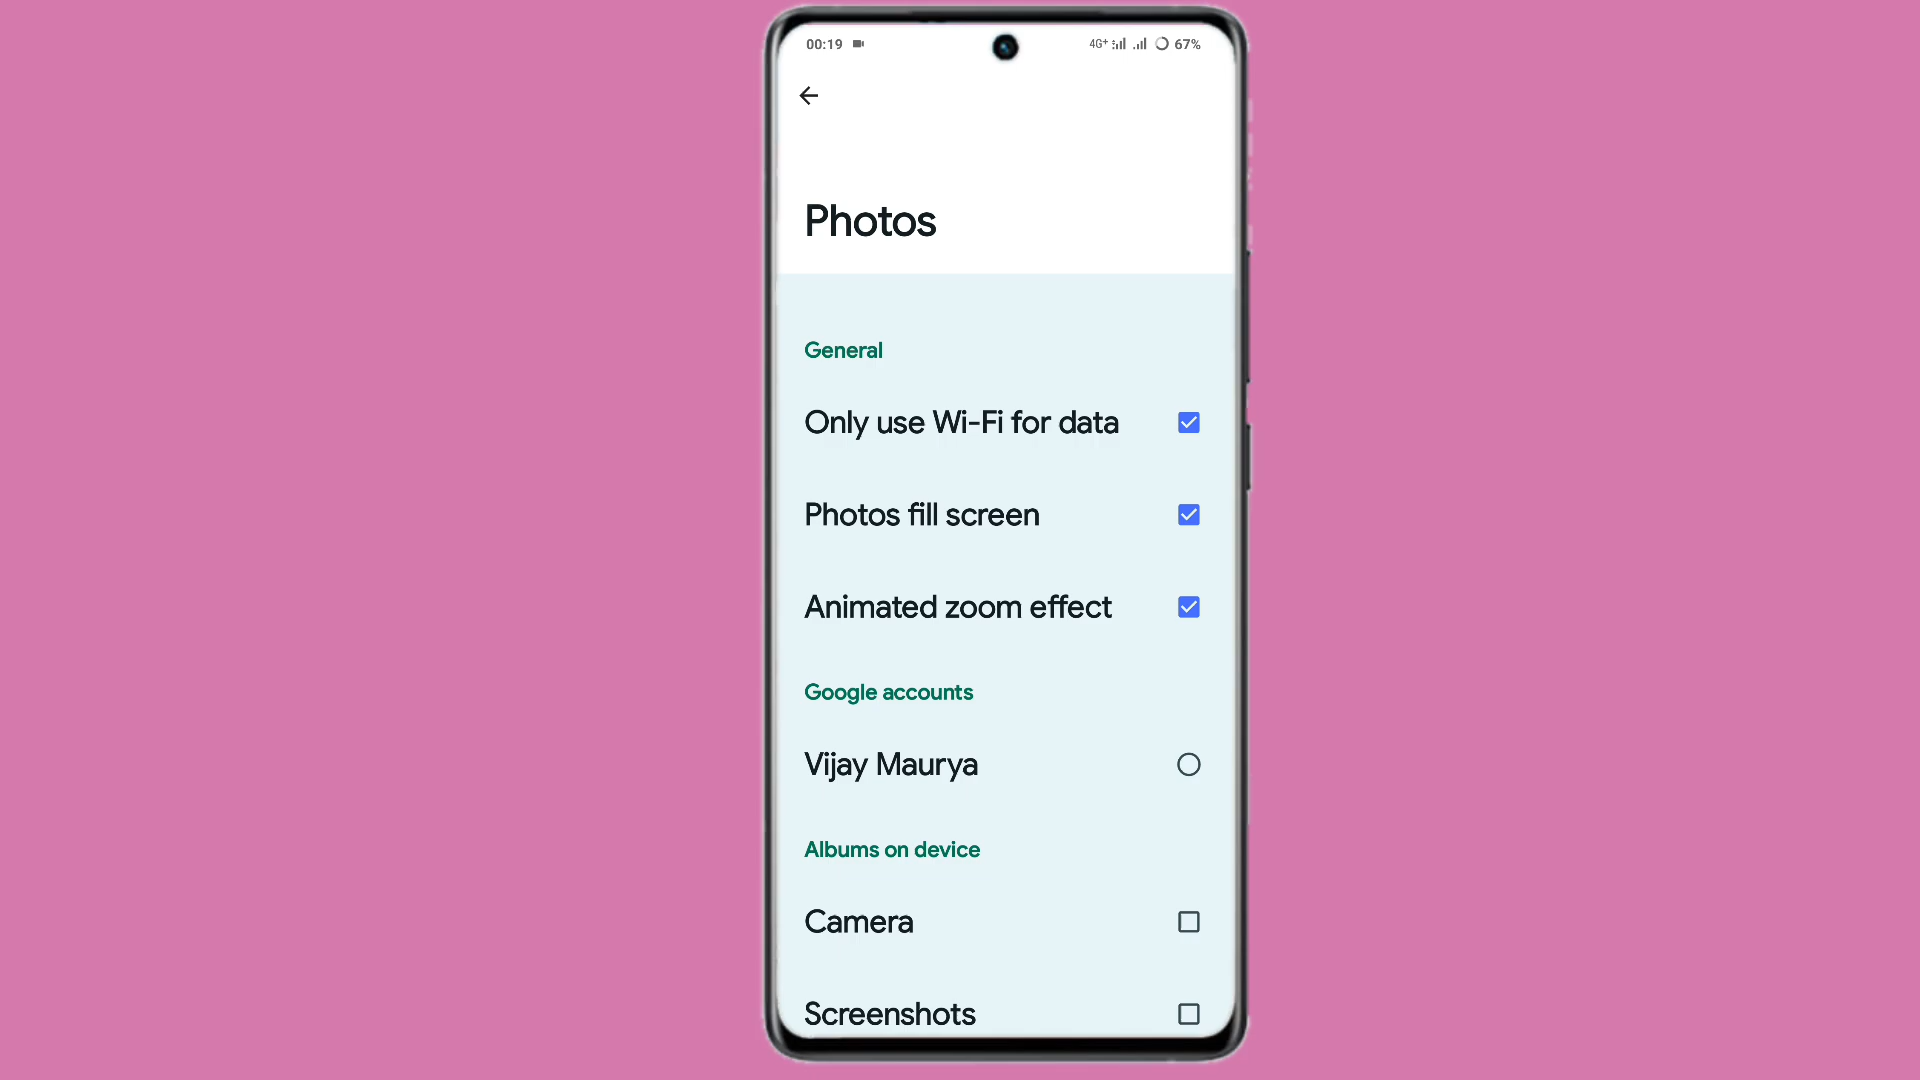 00:19
4G+ 67%
Photos
General
Only use Wi-Fi for data
Photos fill screen
Animated zoom effect
Google accounts
Vijay Maurya
Albums on device
Camera
Screenshots